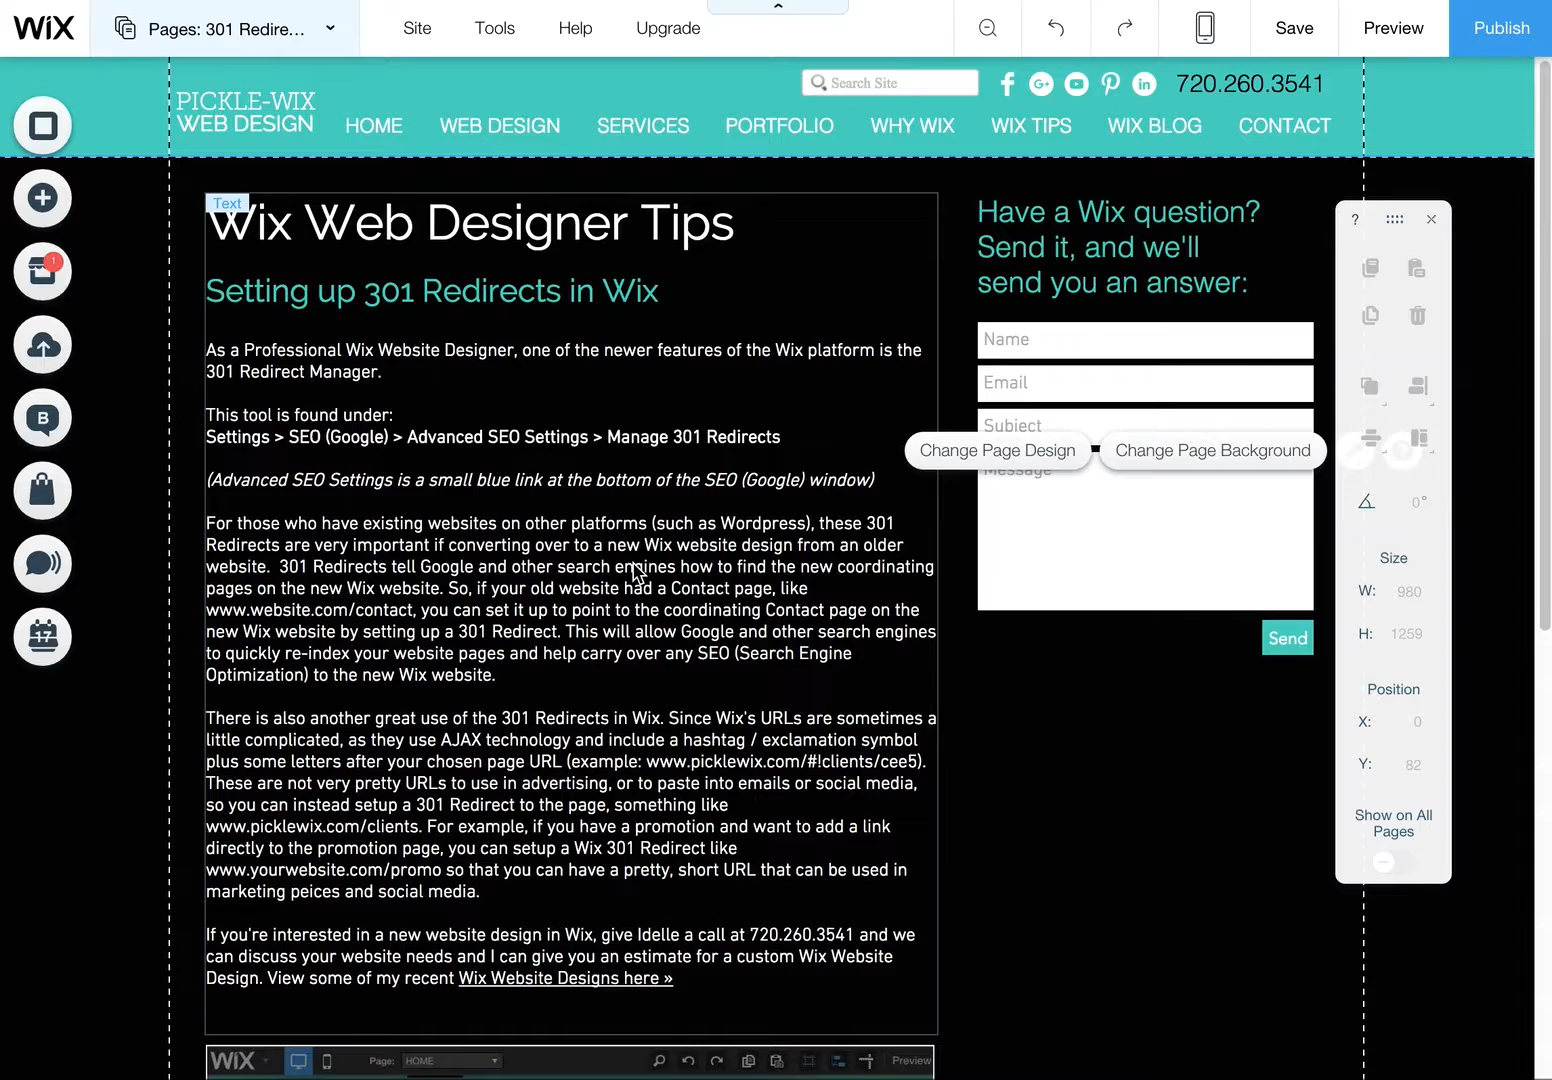 WiX
Pages: 301 Redire...
Site
Tools
Help
Upgrade
Save
Preview
Publish
Search Site
720.260.3541
PICKLE-WIX
WEB DESIGN
HOME
WEB DESIGN
SERVICES
PORTFOLIO
WHY WIX
WIX TIPS
WIX BLOG
CONTACT
1
B
17
Text
Wix Web Designer Tips
Setting up 301 Redirects in Wix
As a Professional Wix Website Designer, one of the newer features of the Wix platform is the
301 Redirect Manager.
This tool is found under:
Settings > SEO (Google) > Advanced SEO Settings > Manage 301 Redirects
(Advanced SEO Settings is a small blue link at the bottom of the SEO (Google) window)
For those who have existing websites on other platforms (such as Wordpress), these 301
Redirects are very important if converting over to a new Wix website design from an older
website.  301 Redirects tell Google and other search engines how to find the new coordinating
pages on the new Wix website. So, if your old website had a Contact page, like
www.website.com/contact, you can set it up to point to the coordinating Contact page on the
new Wix website by setting up a 301 Redirect. This will allow Google and other search engines
to quickly re-index your website pages and help carry over any SEO (Search Engine
Optimization) to the new Wix website.
There is also another great use of the 301 Redirects in Wix. Since Wix's URLs are sometimes a
little complicated, as they use AJAX technology and include a hashtag / exclamation symbol
plus some letters after your chosen page URL (example: www.picklewix.com/#!clients/cee5).
These are not very pretty URLs to use in advertising, or to paste into emails or social media,
so you can instead setup a 301 Redirect to the page, something like
www.picklewix.com/clients. For example, if you have a promotion and want to add a link
directly to the promotion page, you can setup a Wix 301 Redirect like
www.yourwebsite.com/promo so that you can have a pretty, short URL that can be used in
marketing peices and social media.
If you're interested in a new website design in Wix, give Idelle a call at 720.260.3541 and we
can discuss your website needs and I can give you an estimate for a custom Wix Website
Design. View some of my recent Wix Website Designs here »
WiX
Page:
HOME
Preview
Have a Wix question?
Send it, and we'll
send you an answer:
Name
Email
Subject
Change Page Design
Change Page Background
Message
Send
?
0°
Size
W: 980
H: 1259
Position
X: 0
Y: 82
Show on All
Pages